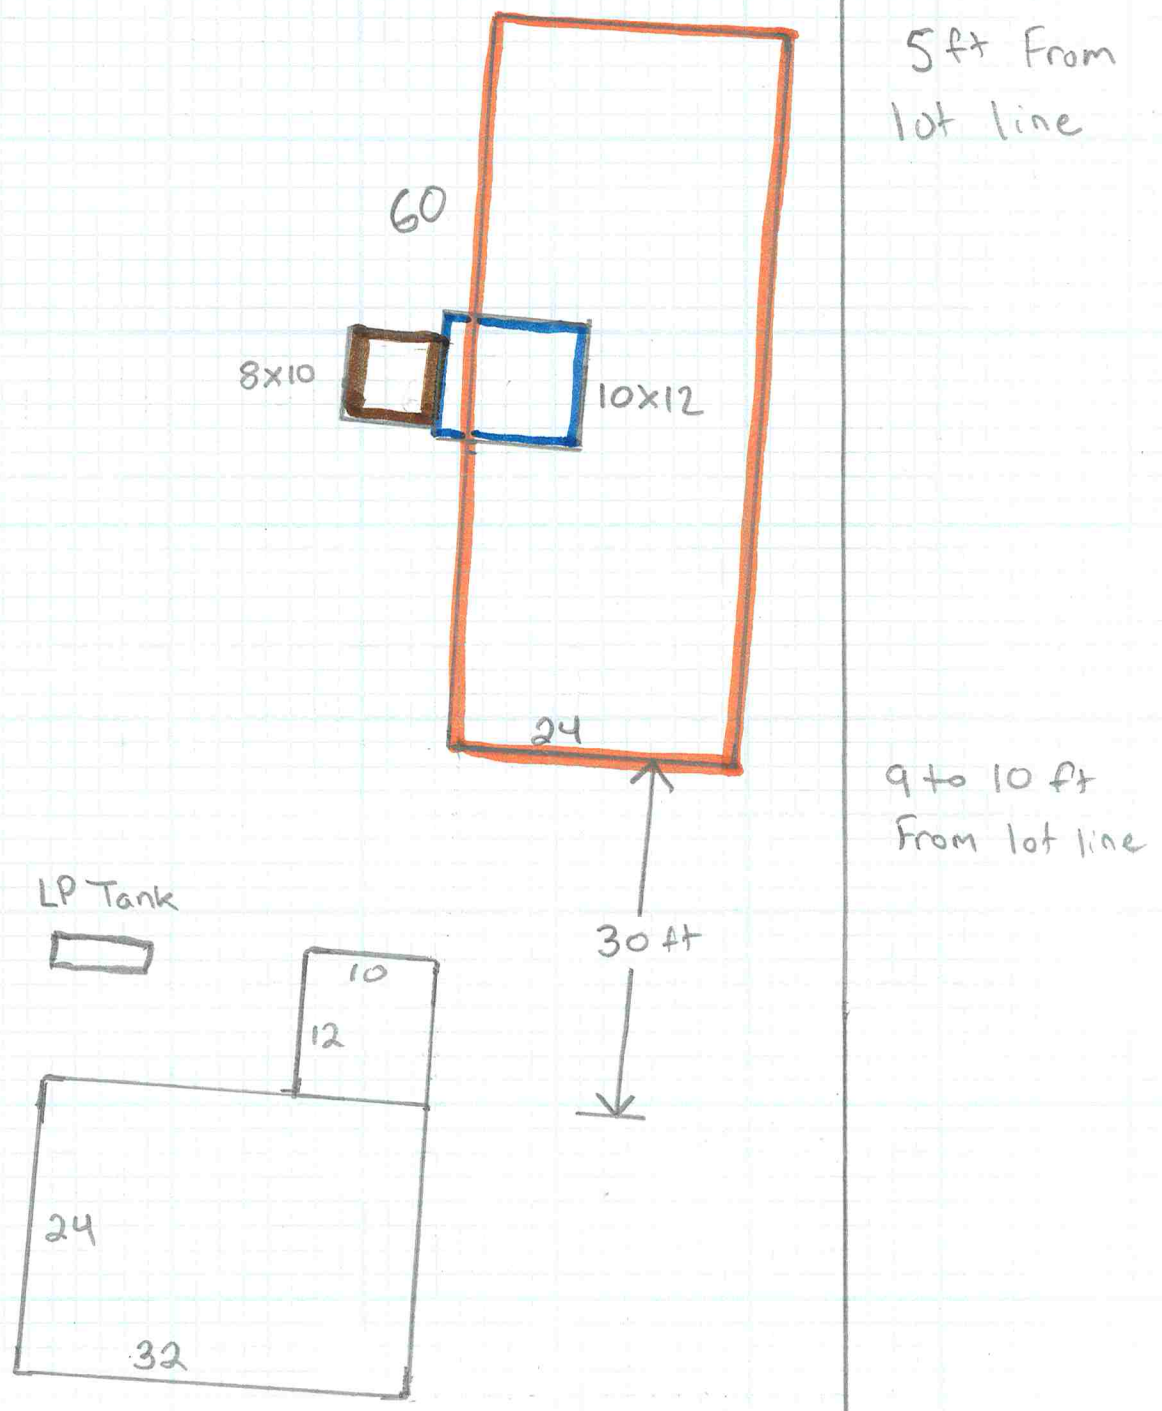 5 ft From
lot line
60
8x10
10x12
24
9 to 10 ft
From lot line
LP Tank
30 ft
10
12
24
32